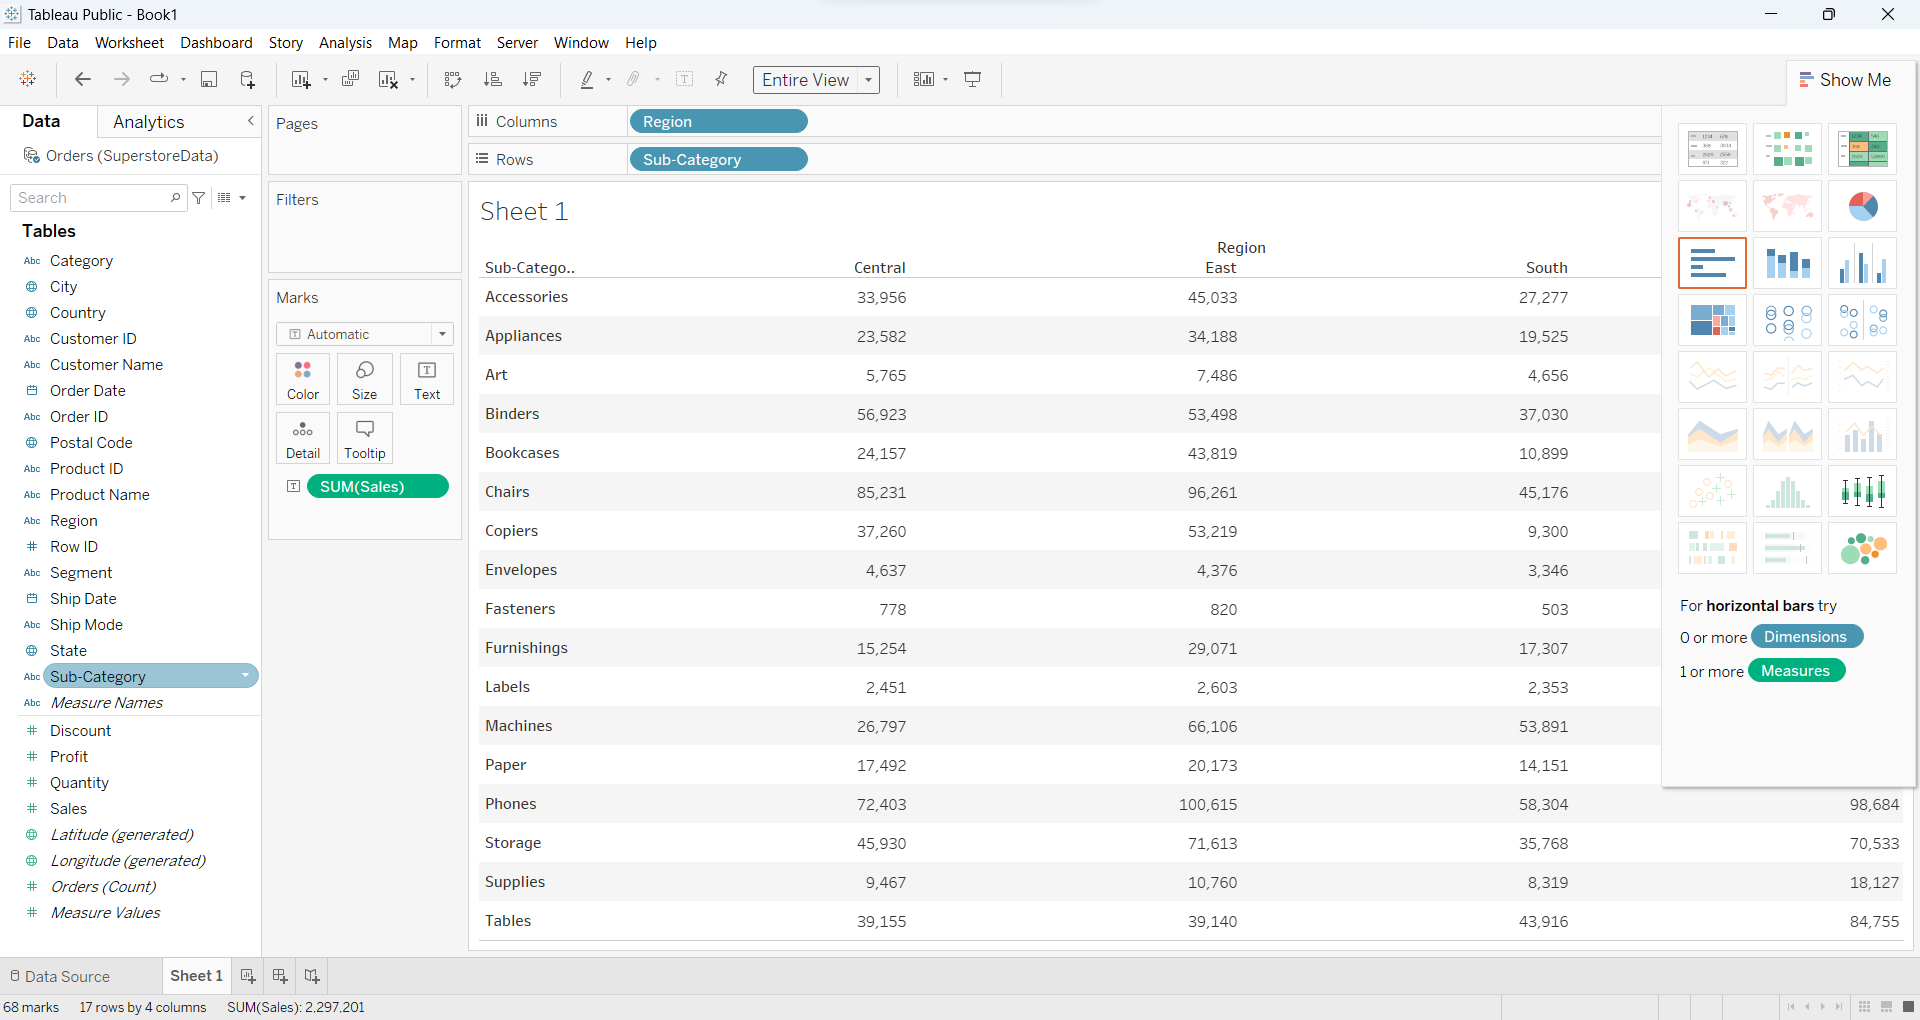 Tableau Public - Book1
File Data Worksheet Dashboard Story Analysis Map Format Server Window Help
Entire View
Show Me
Data Analytics
Orders (SuperstoreData)
Search
Tables
Abc Category
City
Country
Abc Customer ID
Abc Customer Name
Order Date
Abc Order ID
Postal Code
Abc Product ID
Abc Product Name
Abc Region
# Row ID
Abc Segment
Ship Date
Abc Ship Mode
State
Abc Sub-Category
Abc Measure Names
# Discount
# Profit
# Quantity
# Sales
Latitude (generated)
Longitude (generated)
# Orders (Count)
# Measure Values
Pages
Filters
Marks
T Automatic
Color Size T Text
Detail Tooltip
T SUM(Sales)
Columns Region
Rows Sub-Category
Sheet 1
Region
Sub-Catego.. Central East South
Accessories 33,956 45,033 27,277
Appliances 23,582 34,188 19,525
Art 5,765 7,486 4,656
Binders 56,923 53,498 37,030
Bookcases 24,157 43,819 10,899
Chairs 85,231 96,261 45,176
Copiers 37,260 53,219 9,300
Envelopes 4,637 4,376 3,346
Fasteners 778 820 503
Furnishings 15,254 29,071 17,307
Labels 2,451 2,603 2,353
Machines 26,797 66,106 53,891
Paper 17,492 20,173 14,151
Phones 72,403 100,615 58,304 98,684
Storage 45,930 71,613 35,768 70,533
Supplies 9,467 10,760 8,319 18,127
Tables 39,155 39,140 43,916 84,755
For horizontal bars try
0 or more Dimensions
1 or more Measures
Data Source Sheet 1
68 marks 17 rows by 4 columns SUM(Sales): 2,297,201